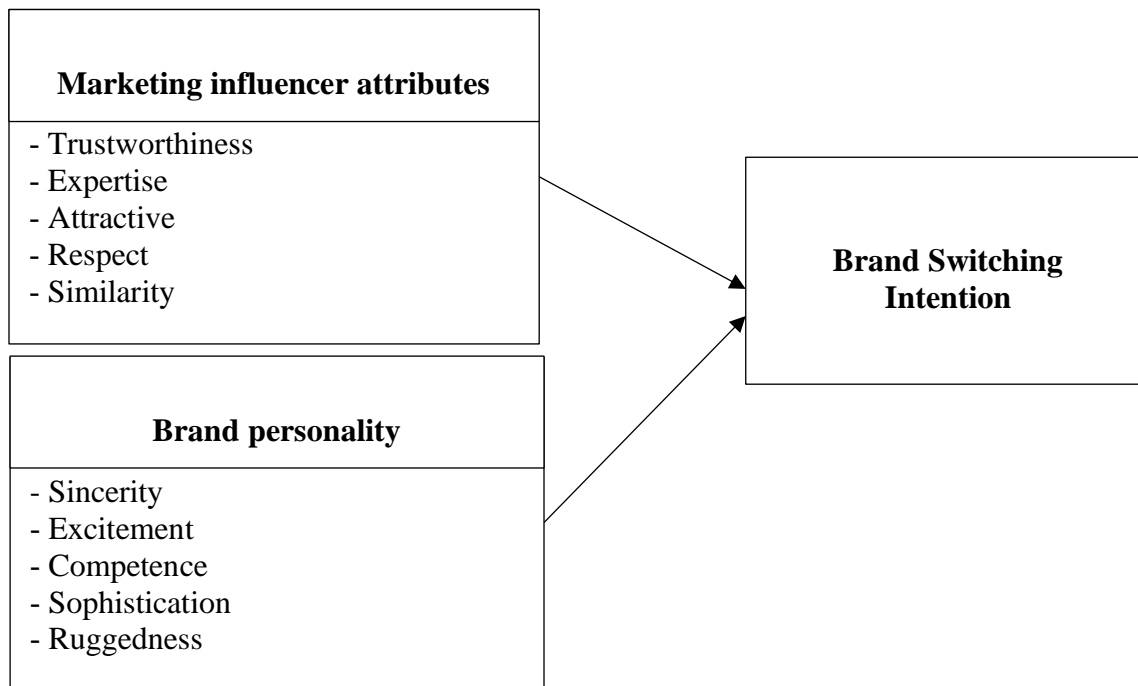 Marketing influencer attributes
- Trustworthiness
- Expertise
- Attractive
- Respect
- Similarity
Brand personality
- Sincerity
- Excitement
- Competence
- Sophistication
- Ruggedness
Brand Switching
Intention